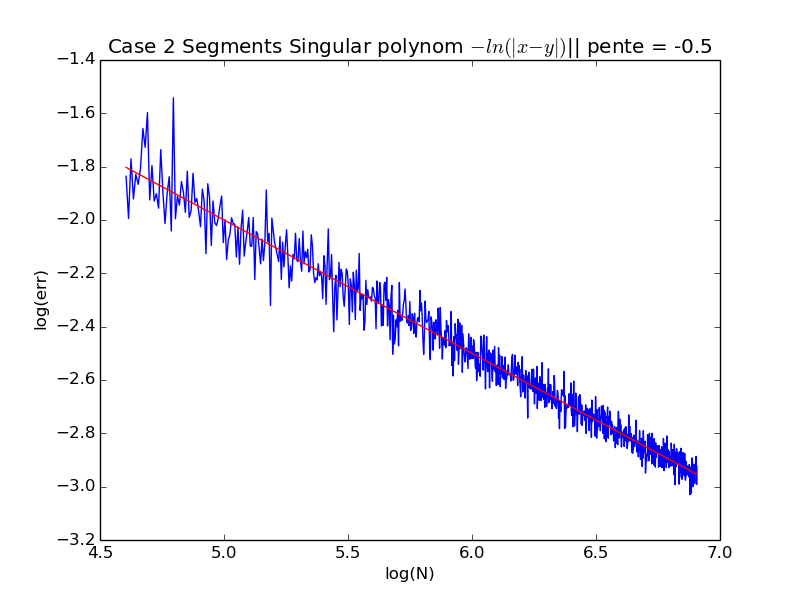 Case 2 Segments Singular polynom −ln(|x−y|)|| pente = -0.5
−1.4
−1.6
−1.8
−2.0
−2.2
−2.4
−2.6
−2.8
−3.0
−3.2
log(err)
4.5 5.0 5.5 6.0 6.5 7.0
log(N)